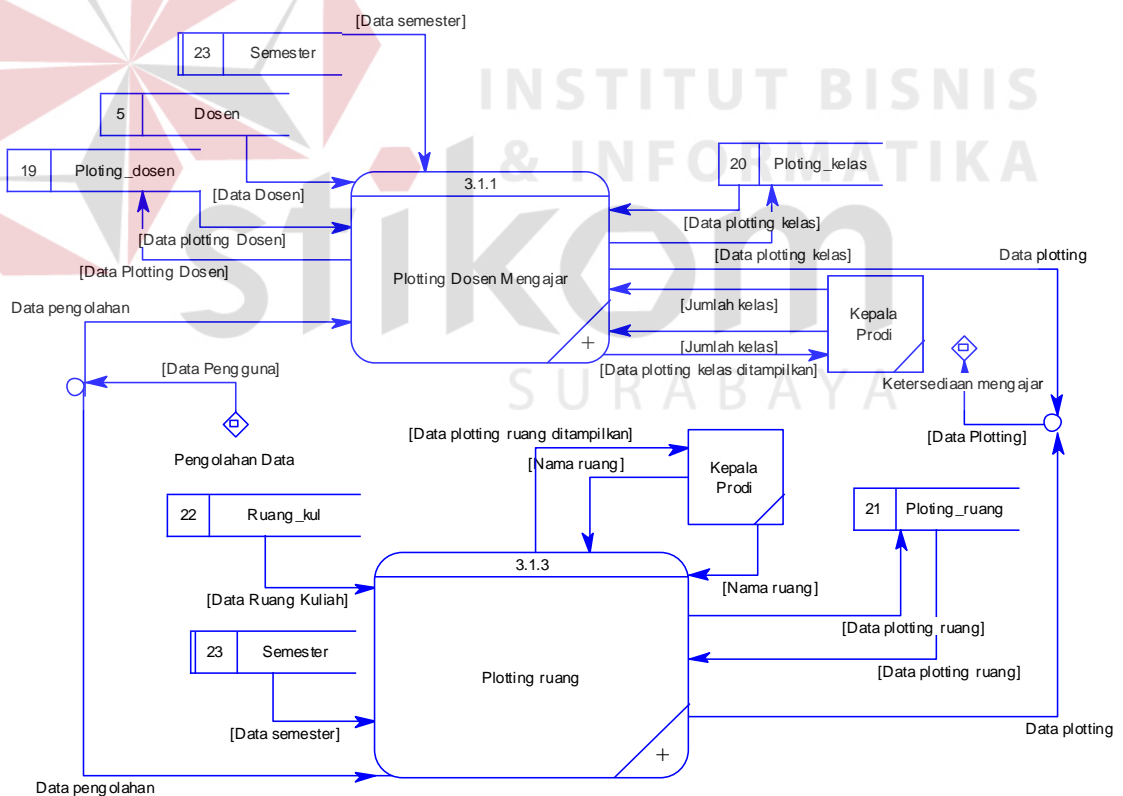 [Data semester]
23 Semester
INSTITUT BISNIS
5 Dosen
& INFORMATIKA
19 Ploting_dosen
20 Ploting_kelas
3.1.1
[Data Dosen]
stikom
[Data plotting kelas]
[Data plotting Dosen]
[Data plotting kelas]
Data plotting
[Data Plotting Dosen]
Plotting Dosen Mengajar
Data pengolahan
[Jumlah kelas]
Kepala
Prodi
+
[Jumlah kelas]
[Data Pengguna]
[Data plotting kelas ditampilkan]
Ketersediaan mengajar
SURABAYA
[Data plotting ruang ditampilkan]
[Data Plotting]
Pengolahan Data
[Nama ruang]
Kepala
Prodi
22 Ruang_kul
21 Ploting_ruang
3.1.3
[Nama ruang]
[Data Ruang Kuliah]
[Data plotting ruang]
23 Semester
[Data plotting ruang]
Plotting ruang
[Data semester]
Data plotting
+
Data pengolahan